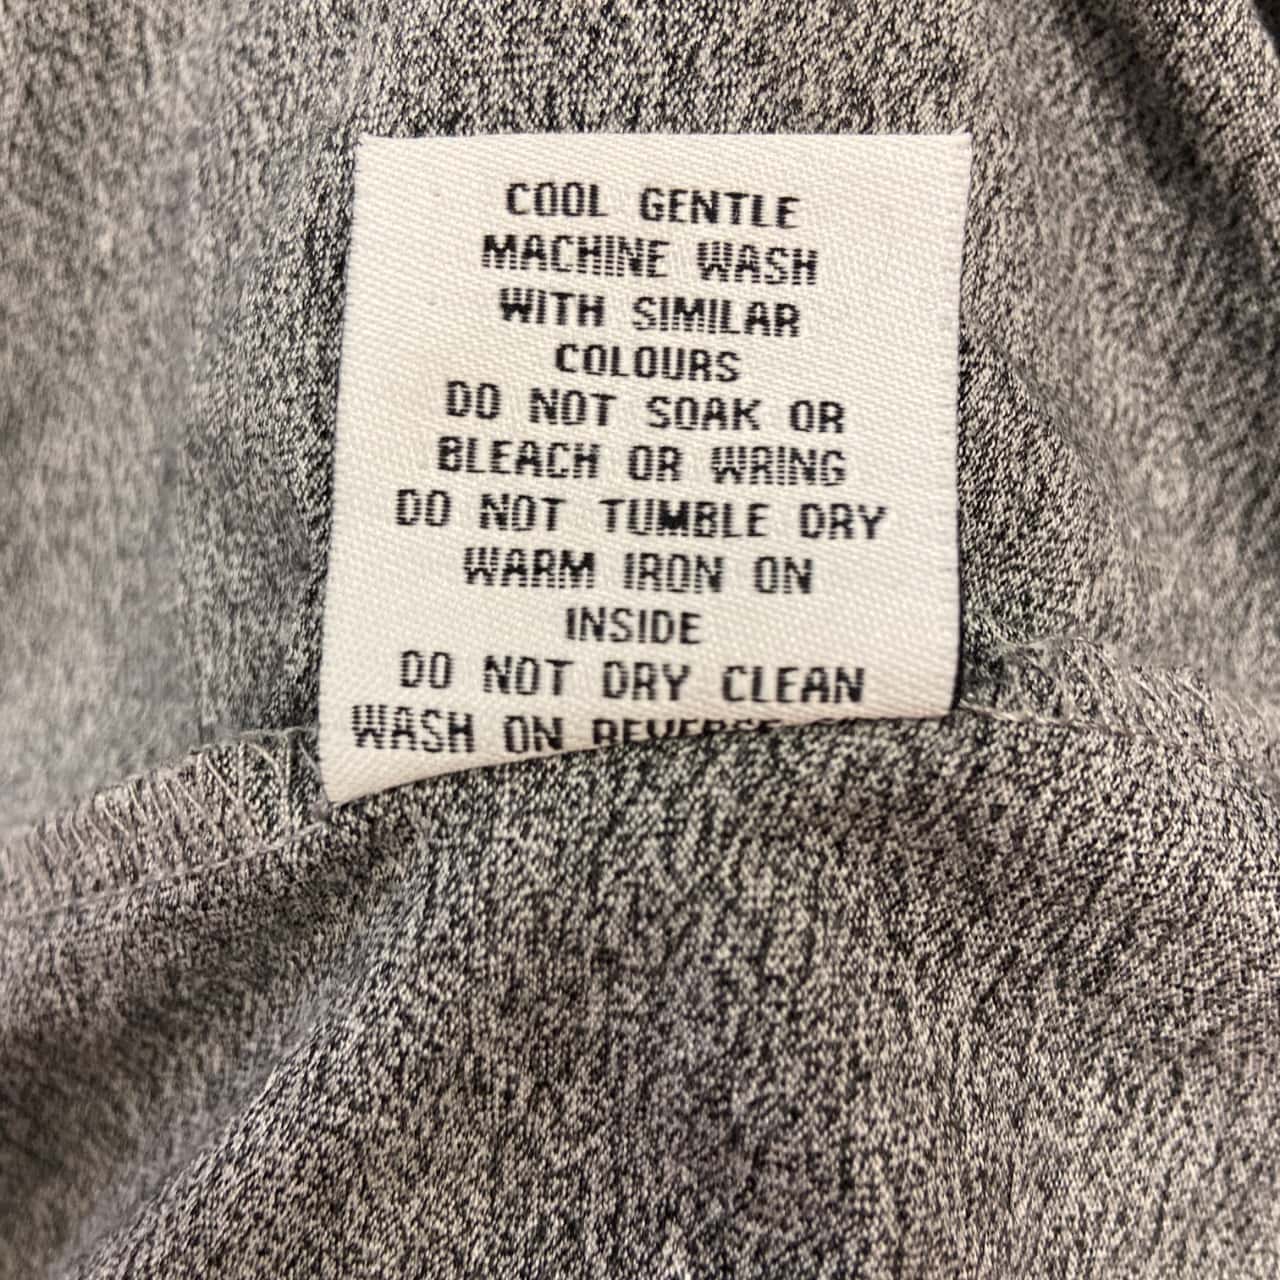 COOL GENTLE
MACHINE WASH
WITH SIMILAR
COLOURS
DO NOT SOAK OR
BLEACH OR WRING
DO NOT TUMBLE DRY
WARM IRON ON
INSIDE
DO NOT DRY CLEAN
WASH ON REVERSE